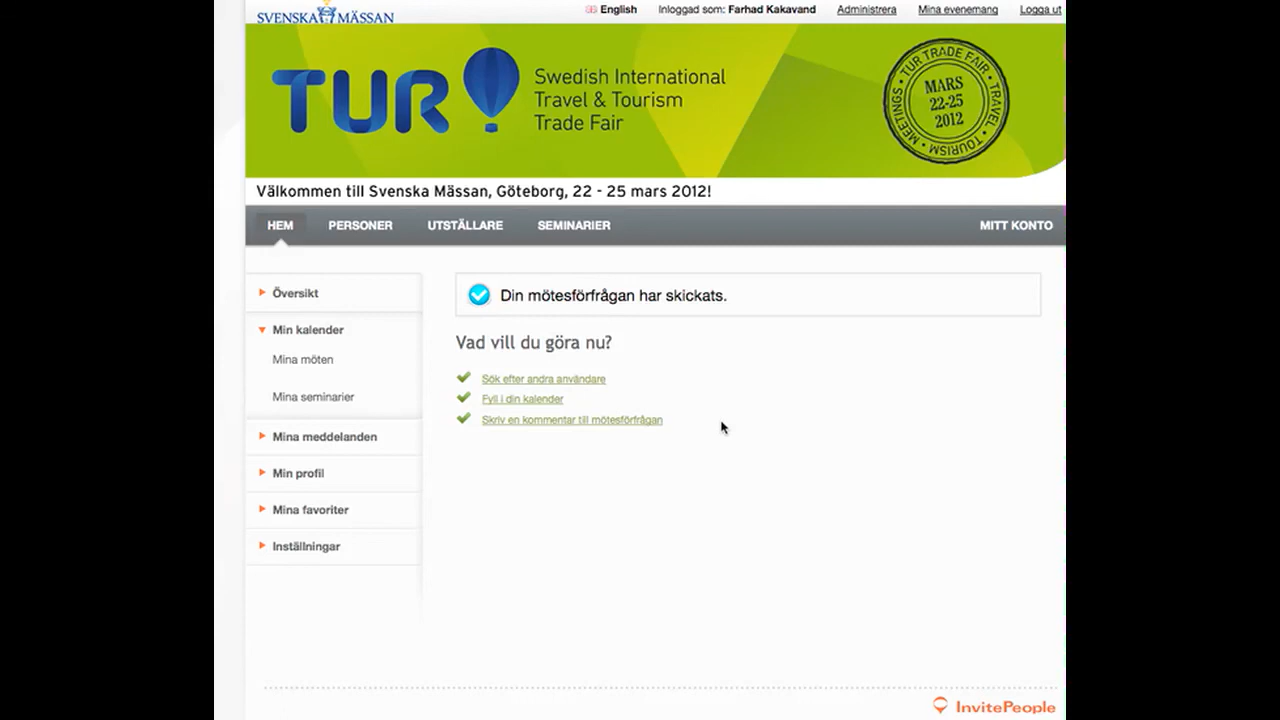 SVENSKA MÄSSAN
English Inloggad som: Farhad Kakavand Administrera Mina evenemang Logga ut
TUR
Swedish International
Travel & Tourism
Trade Fair
TUR TRADE FAIR • TRAVEL • TOURISM • MEETINGS •
MARS
22-25
2012
Välkommen till Svenska Mässan, Göteborg, 22 - 25 mars 2012!
HEM PERSONER UTSTÄLLARE SEMINARIER MITT KONTO
Översikt
Min kalender
Mina möten
Mina seminarier
Mina meddelanden
Min profil
Mina favoriter
Inställningar
Din mötesförfrågan har skickats.
Vad vill du göra nu?
Sök efter andra användare
Fyll i din kalender
Skriv en kommentar till mötesförfrågan
InvitePeople